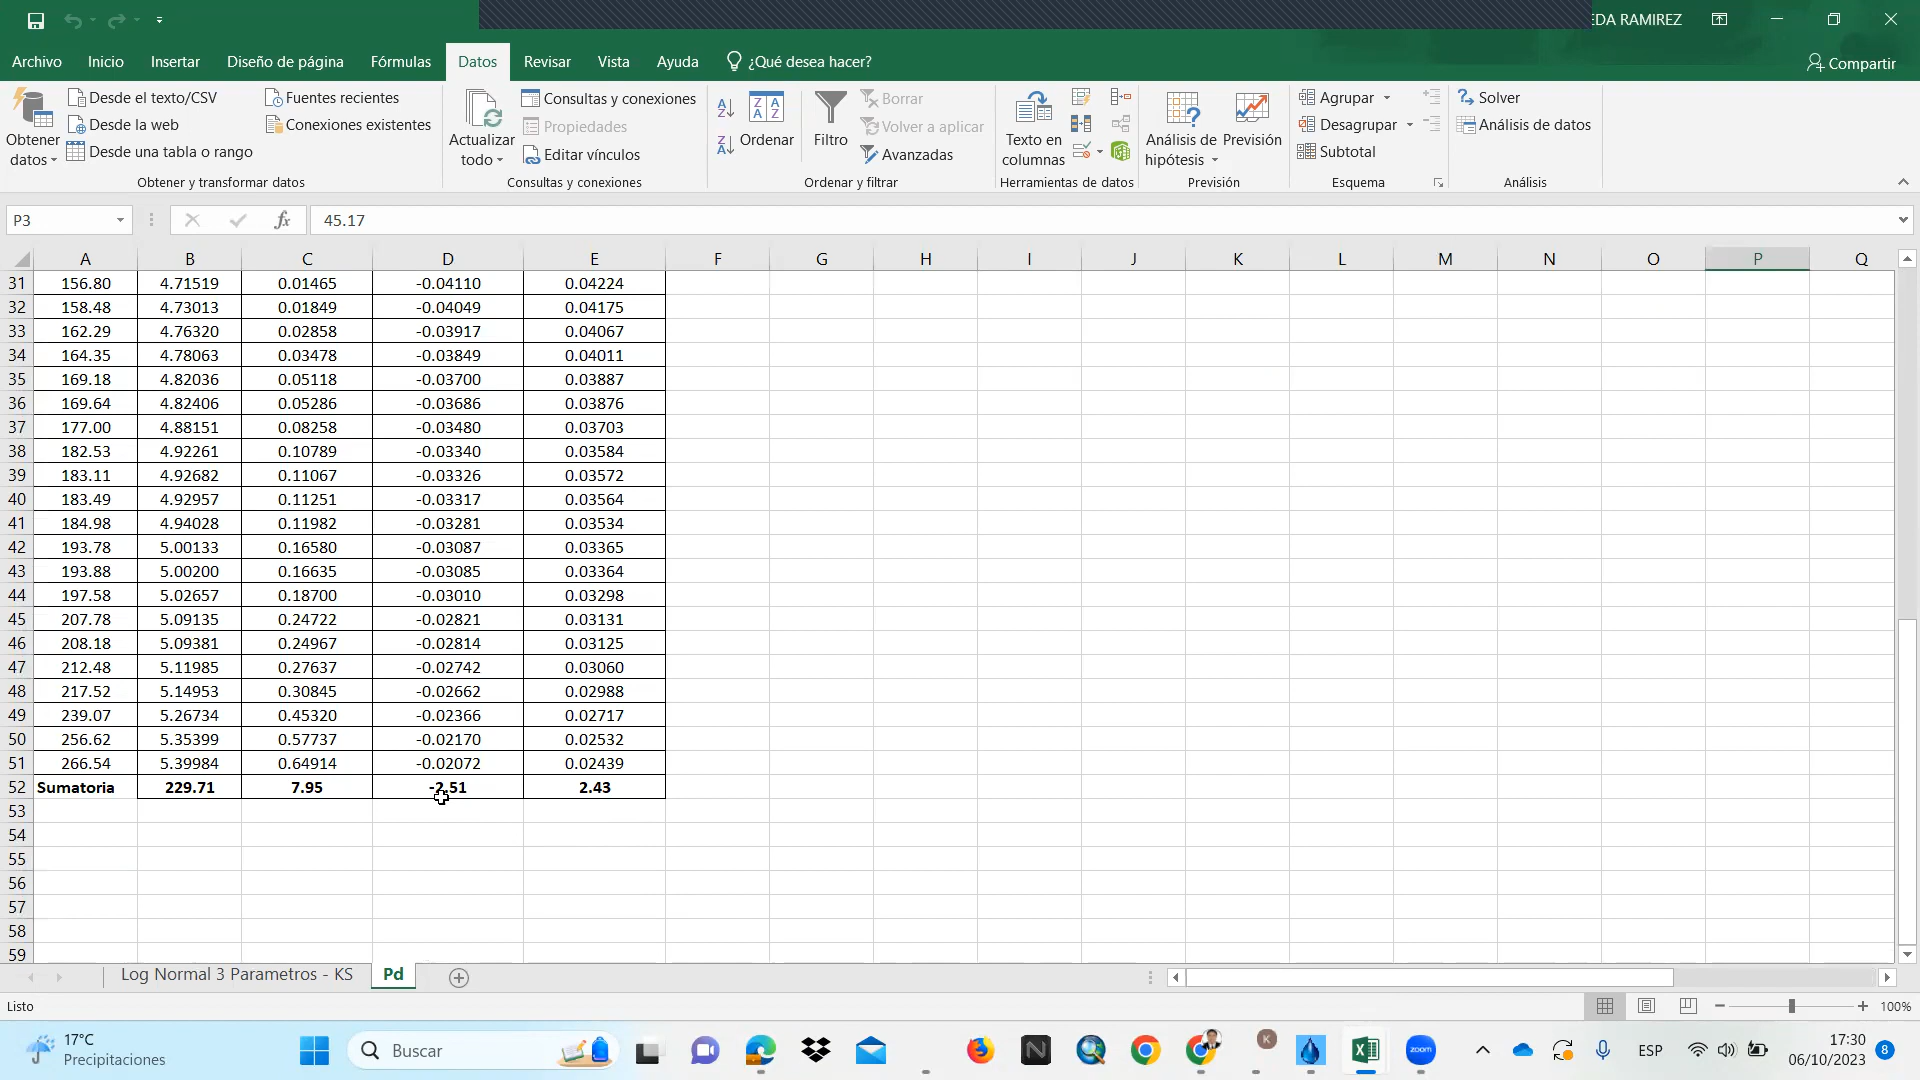 EDA RAMIREZ
Archivo Inicio Insertar Diseño de página Fórmulas Datos Revisar Vista Ayuda ¿Qué desea hacer? Compartir
Obtener datos
Desde el texto/CSV
Desde la web
Desde una tabla o rango
Fuentes recientes
Conexiones existentes
Obtener y transformar datos
Actualizar todo
Consultas y conexiones
Propiedades
Editar vínculos
Consultas y conexiones
Ordenar
Filtro
Borrar
Volver a aplicar
Avanzadas
Ordenar y filtrar
Texto en columnas
Herramientas de datos
Análisis de hipótesis
Previsión
Previsión
Agrupar
Desagrupar
Subtotal
Esquema
Solver
Análisis de datos
Análisis
P3 fx 45.17
A B C D E F G H I J K L M N O P Q
31 156.80 4.71519 0.01465 -0.04110 0.04224
32 158.48 4.73013 0.01849 -0.04049 0.04175
33 162.29 4.76320 0.02858 -0.03917 0.04067
34 164.35 4.78063 0.03478 -0.03849 0.04011
35 169.18 4.82036 0.05118 -0.03700 0.03887
36 169.64 4.82406 0.05286 -0.03686 0.03876
37 177.00 4.88151 0.08258 -0.03480 0.03703
38 182.53 4.92261 0.10789 -0.03340 0.03584
39 183.11 4.92682 0.11067 -0.03326 0.03572
40 183.49 4.92957 0.11251 -0.03317 0.03564
41 184.98 4.94028 0.11982 -0.03281 0.03534
42 193.78 5.00133 0.16580 -0.03087 0.03365
43 193.88 5.00200 0.16635 -0.03085 0.03364
44 197.58 5.02657 0.18700 -0.03010 0.03298
45 207.78 5.09135 0.24722 -0.02821 0.03131
46 208.18 5.09381 0.24967 -0.02814 0.03125
47 212.48 5.11985 0.27637 -0.02742 0.03060
48 217.52 5.14953 0.30845 -0.02662 0.02988
49 239.07 5.26734 0.45320 -0.02366 0.02717
50 256.62 5.35399 0.57737 -0.02170 0.02532
51 266.54 5.39984 0.64914 -0.02072 0.02439
52 Sumatoria 229.71 7.95 -2.51 2.43
53
54
55
56
57
58
59
Log Normal 3 Parametros - KS Pd
Listo 100%
17°C
Precipitaciones
Buscar
zoom
ESP
17:30
06/10/2023
8